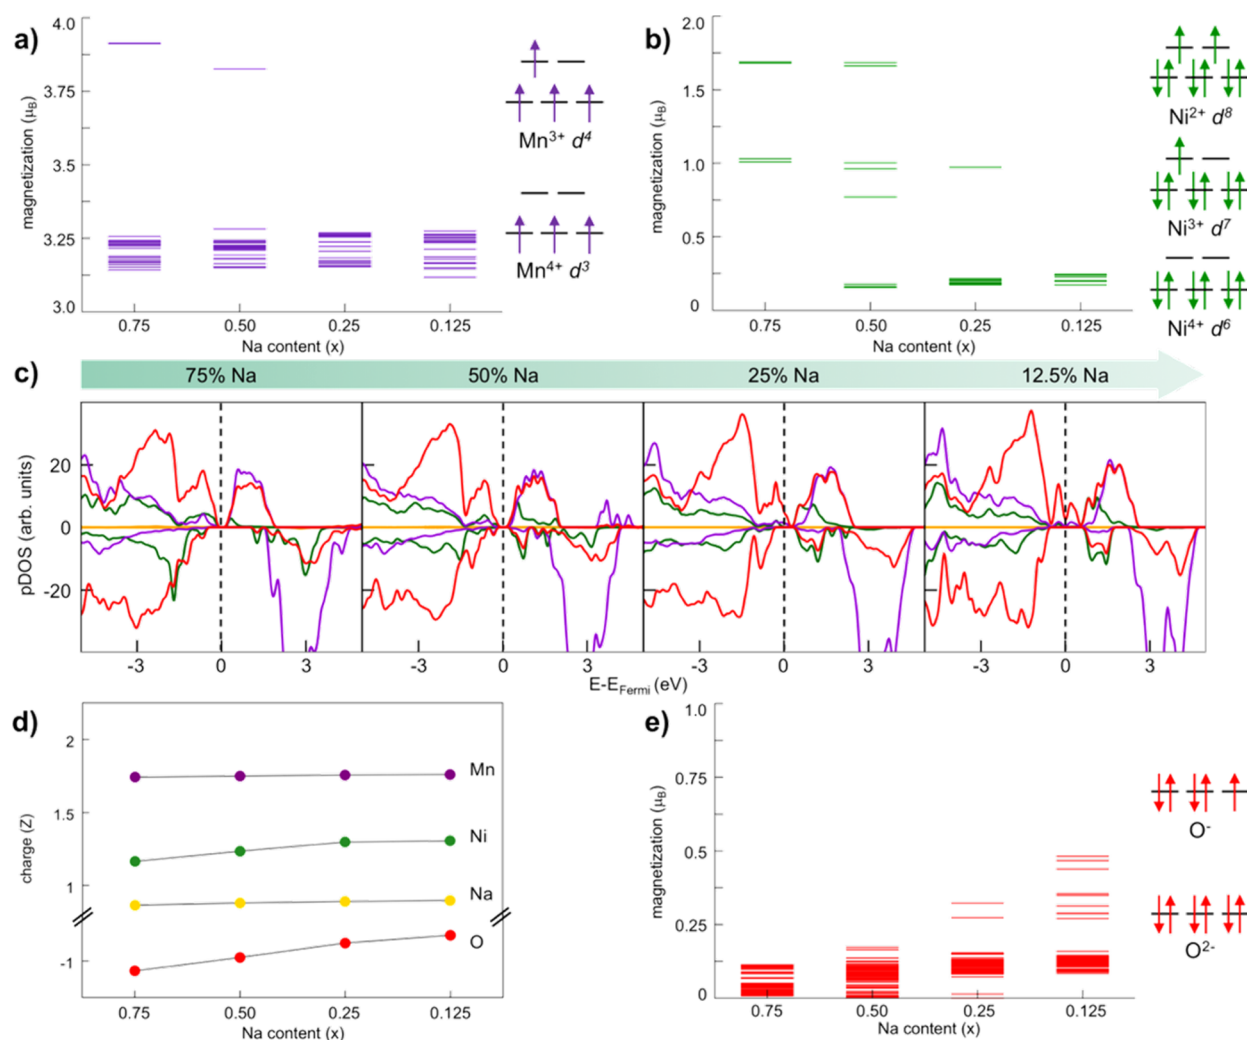 a)
4.0
3.75
3.5
3.25
3.0
magnetization (μB)
0.75 0.50 0.25 0.125
Na content (x)
Mn3+ d4
Mn4+ d3
b)
2.0
1.5
1.0
0.5
0
magnetization (μB)
0.75 0.50 0.25 0.125
Na content (x)
Ni2+ d8
Ni3+ d7
Ni4+ d6
c)
75% Na 50% Na 25% Na 12.5% Na
20
0
-20
pDOS (arb. units)
-3 0 3 -3 0 3 -3 0 3 -3 0 3
E-EFermi (eV)
d)
2
1.5
1
-1
charge (Z)
Mn
Ni
Na
O
0.75 0.50 0.25 0.125
Na content (x)
e)
1.0
0.75
0.5
0.25
0
magnetization (μB)
0.75 0.50 0.25 0.125
Na content (x)
O-
O2-